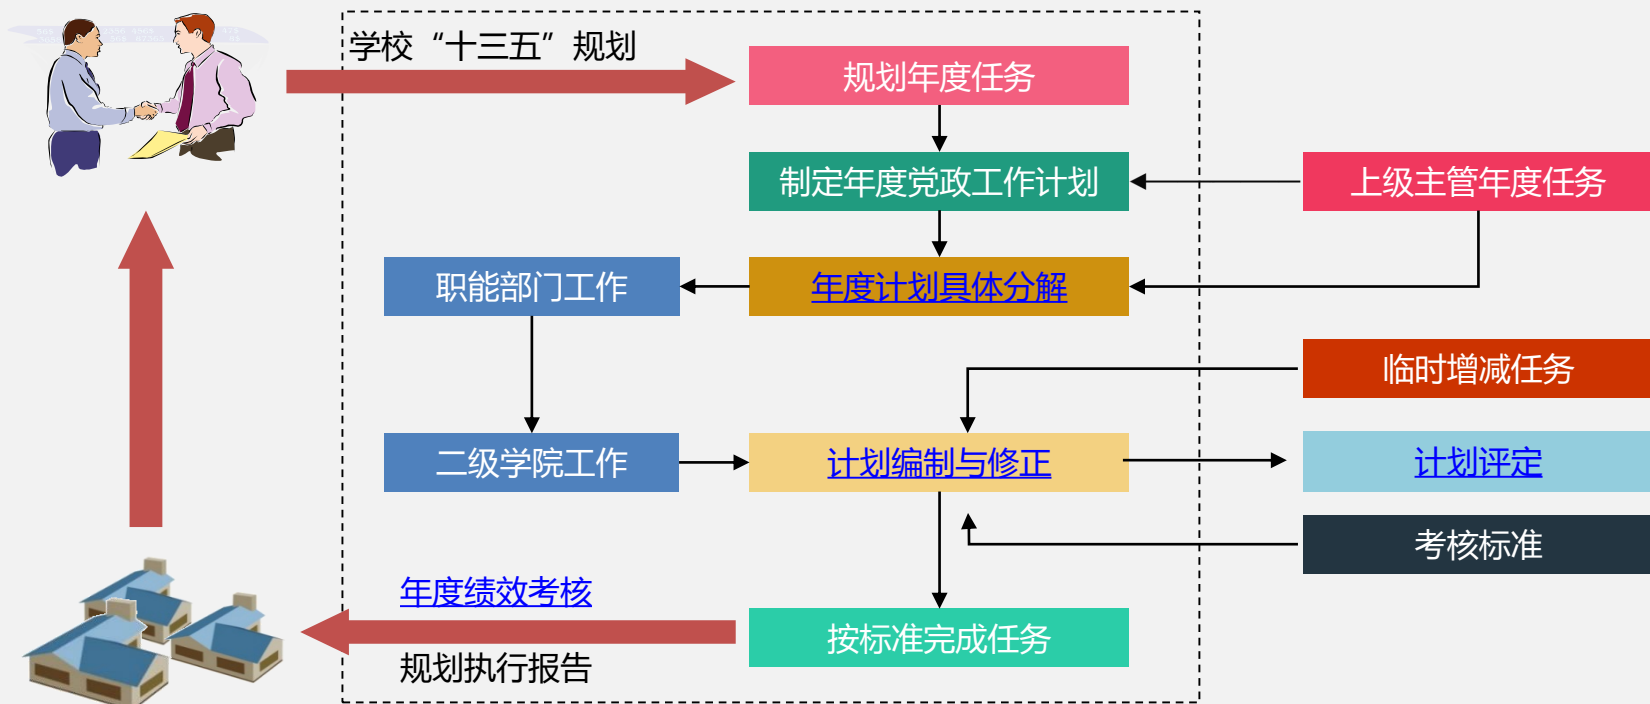 学校“十三五”规划
规划年度任务
制定年度党政工作计划
上级主管年度任务
职能部门工作
年度计划具体分解
临时增减任务
二级学院工作
计划编制与修正
计划评定
考核标准
年度绩效考核
按标准完成任务
规划执行报告